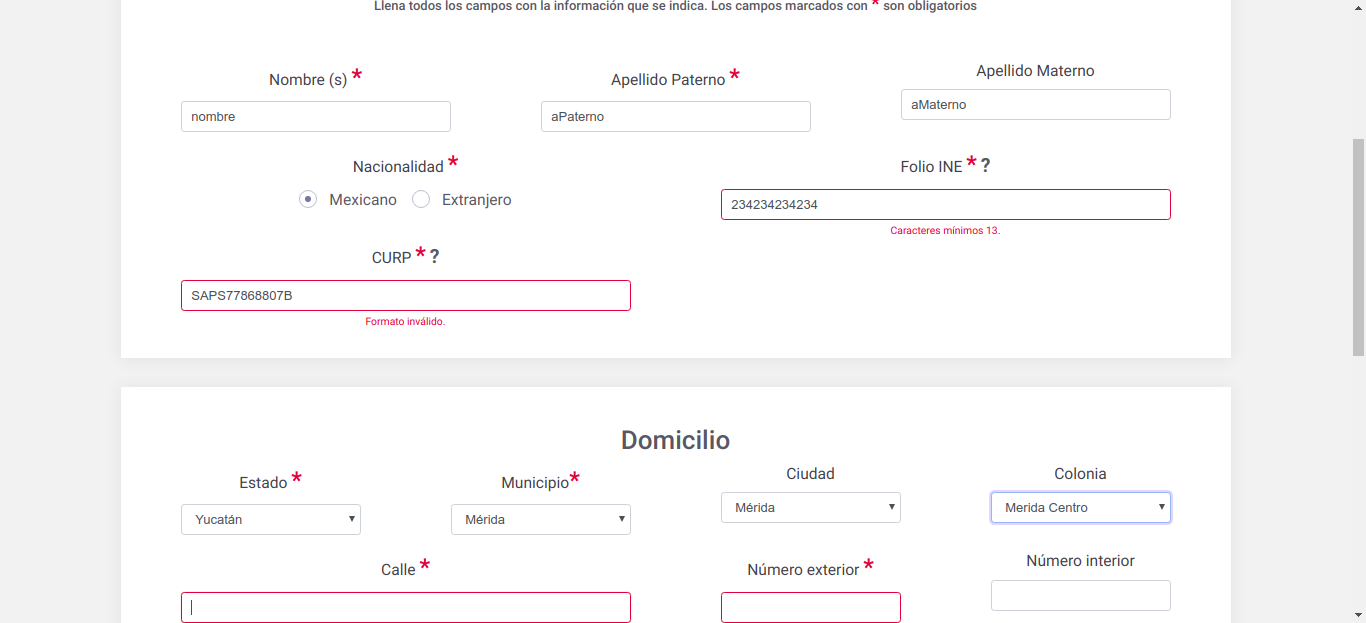 Llena todos los campos con la información que se indica. Los campos marcados con * son obligatorios
Nombre (s) * Apellido Paterno * Apellido Materno
nombre aPaterno aMaterno
Nacionalidad * Folio INE * ?
Mexicano Extranjero 234234234234
Caracteres mínimos 13.
CURP * ?
SAPS77868807B
Formato inválido.
Domicilio
Estado * Municipio* Ciudad Colonia
Yucatán Mérida Mérida Merida Centro
Calle * Número exterior * Número interior